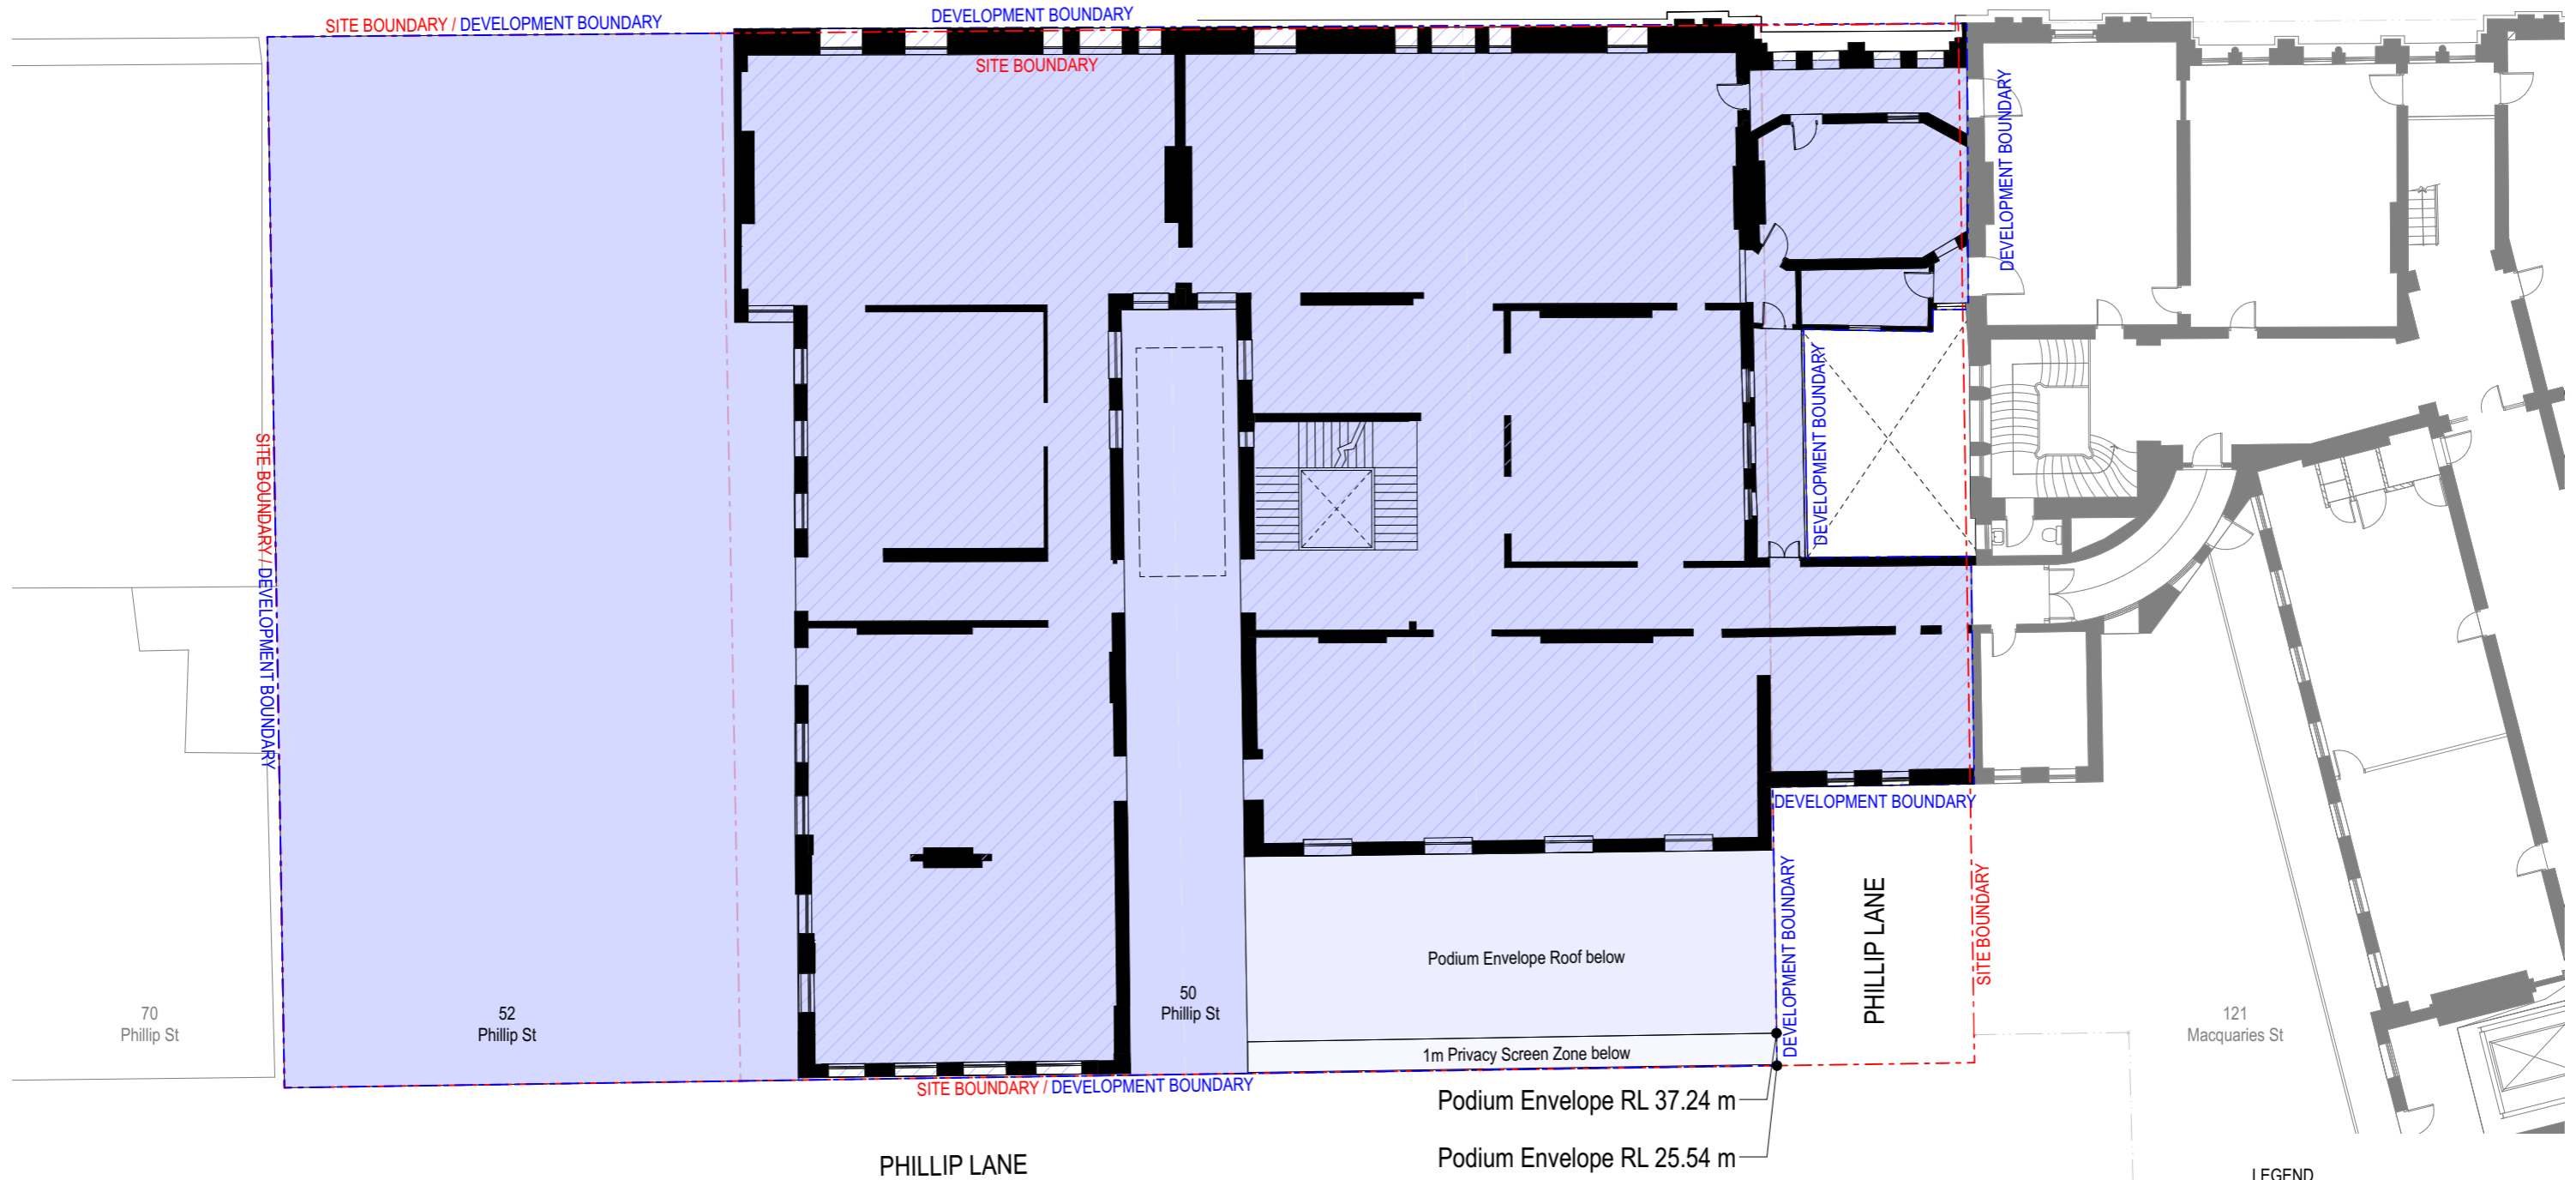 SITE BOUNDARY / DEVELOPMENT BOUNDARY
DEVELOPMENT BOUNDARY
SITE BOUNDARY
DEVELOPMENT BOUNDARY
DEVELOPMENT BOUNDARY
SITE BOUNDARY / DEVELOPMENT BOUNDARY
DEVELOPMENT BOUNDARY
DEVELOPMENT BOUNDARY
SITE BOUNDARY
PHILLIP LANE
Podium Envelope Roof below
70
Phillip St
52
Phillip St
50
Phillip St
121
Macquaries St
1m Privacy Screen Zone below
SITE BOUNDARY / DEVELOPMENT BOUNDARY
Podium Envelope RL 37.24 m
Podium Envelope RL 25.54 m
PHILLIP LANE
LEGEND